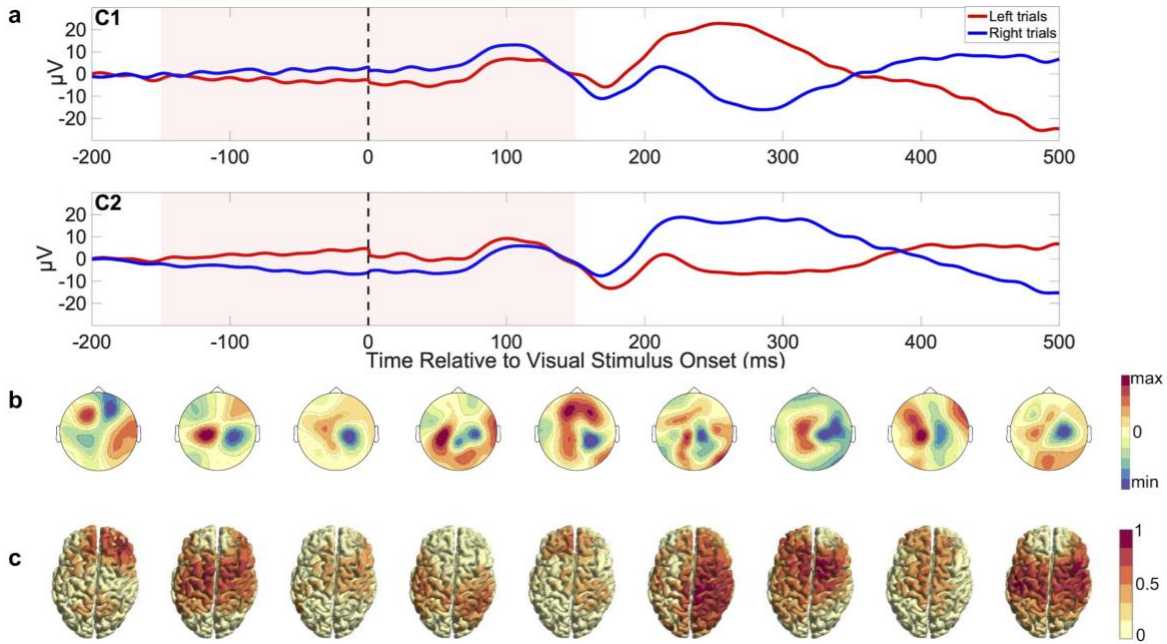 a
C1
Left trials
Right trials
20
10
0
-10
-20
µV
-200 -100 0 100 200 300 400 500
C2
20
10
0
-10
-20
µV
-200 -100 0 100 200 300 400 500
Time Relative to Visual Stimulus Onset (ms)
b
max
0
min
c
1
0.5
0